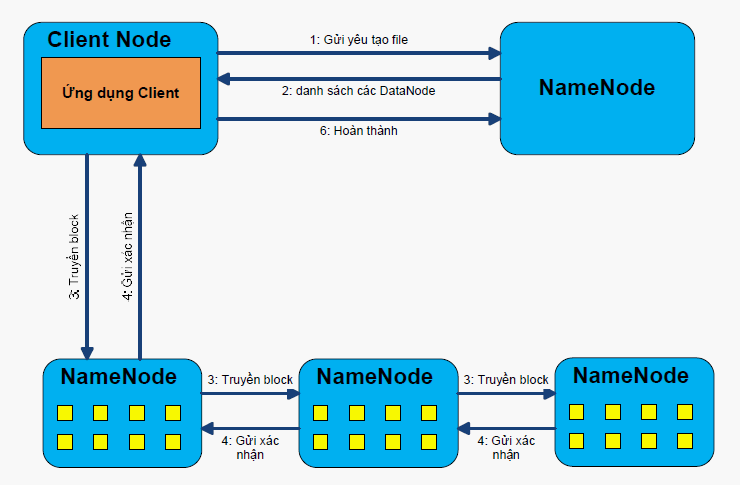 Client Node
Ứng dụng Client
1: Gửi yêu tạo file
2: danh sách các DataNode
6: Hoàn thành
NameNode
3: Truyền block
4: Gửi xác nhận
NameNode
3: Truyền block
4: Gửi xác
nhận
NameNode
3: Truyền block
4: Gửi xác
nhận
NameNode